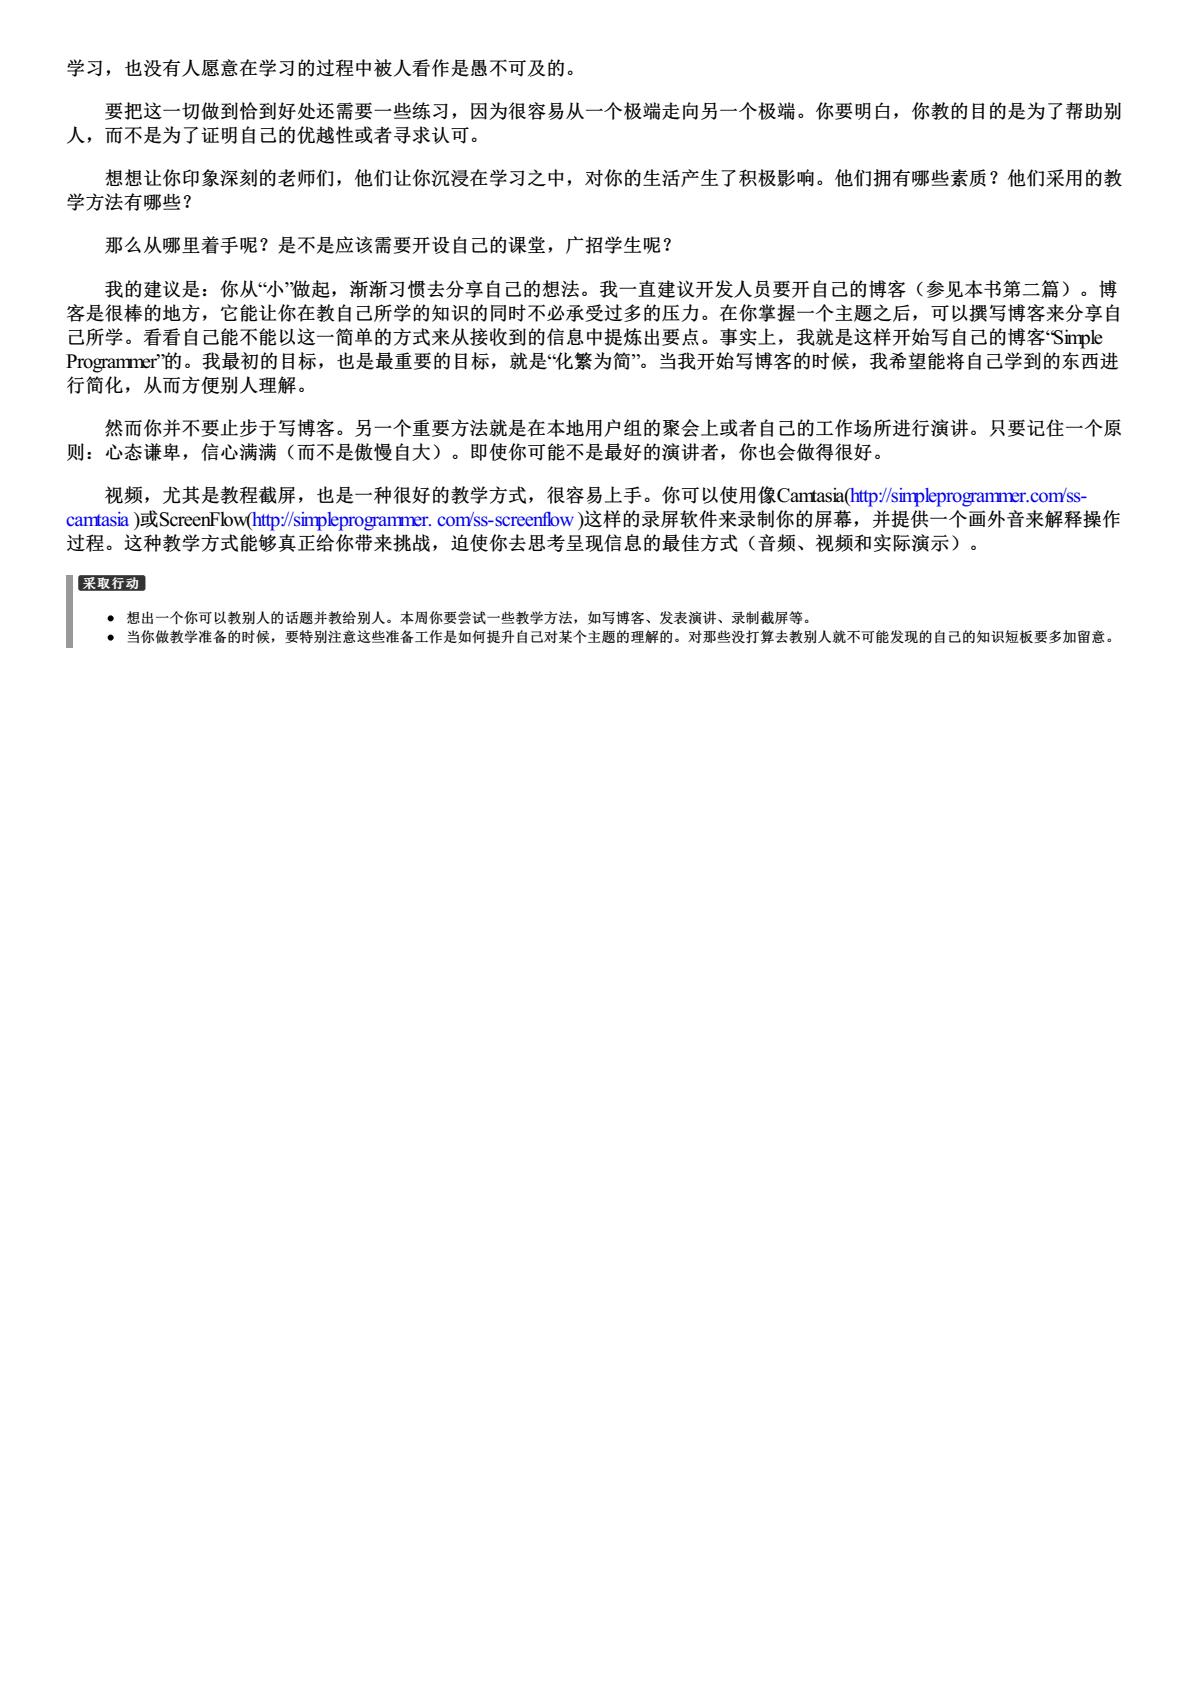 学习，也没有人愿意在学习的过程中被人看作是愚不可及的。
要把这一切做到恰到好处还需要一些练习，因为很容易从一个极端走向另一个极端。你要明白，你教的目的是为了帮助别
人，而不是为了证明自己的优越性或者寻求认可。
想想让你印象深刻的老师们，他们让你沉浸在学习之中，对你的生活产生了积极影响。他们拥有哪些素质？他们采用的教
学方法有哪些？
那么从哪里着手呢？是不是应该需要开设自己的课堂，广招学生呢？
我的建议是：你从“小”做起，渐渐习惯去分享自己的想法。我一直建议开发人员要开自己的博客（参见本书第二篇）。博
客是很棒的地方，它能让你在教自己所学的知识的同时不必承受过多的压力。在你掌握一个主题之后，可以撰写博客来分享自
己所学。看看自己能不能以这一简单的方式来从接收到的信息中提炼出要点。事实上，我就是这样开始写自己的博客“Simple
Programmer”的。我最初的目标，也是最重要的目标，就是“化繁为简”。当我开始写博客的时候，我希望能将自己学到的东西进
行简化，从而方便别人理解。
然而你并不要止步于写博客。另一个重要方法就是在本地用户组的聚会上或者自己的工作场所进行演讲。只要记住一个原
则：心态谦卑，信心满满（而不是傲慢自大）。即使你可能不是最好的演讲者，你也会做得很好。
视频，尤其是教程截屏，也是一种很好的教学方式，很容易上手。你可以使用像Camtasia(http://simpleprogrammer.com/ss-
camtasia )或ScreenFlow(http://simpleprogrammer. com/ss-screenflow )这样的录屏软件来录制你的屏幕，并提供一个画外音来解释操作
过程。这种教学方式能够真正给你带来挑战，迫使你去思考呈现信息的最佳方式（音频、视频和实际演示）。
采取行动
● 想出一个你可以教别人的话题并教给别人。本周你要尝试一些教学方法，如写博客、发表演讲、录制截屏等。
● 当你做教学准备的时候，要特别注意这些准备工作是如何提升自己对某个主题的理解的。对那些没打算去教别人就不可能发现的自己的知识短板要多加留意。